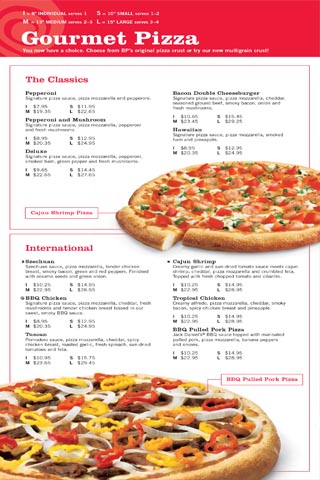 I = 8" INDIVIDUAL serves 1 S = 10" SMALL serves 1-2
M = 13" MEDIUM serves 2-3 L = 15" LARGE serves 3-4
Gourmet Pizza
You now have a choice. Choose from BP's original pizza crust or try our new multigrain crust!
The Classics
Pepperoni
Signature pizza sauce, pizza mozzarella and pepperoni.
I $7.95 S $11.95
M $19.35 L $22.65
Pepperoni and Mushroom
Signature pizza sauce, pizza mozzarella, pepperoni
and fresh mushrooms.
I $8.95 S $12.95
M $20.35 L $24.95
Deluxe
Signature pizza sauce, pizza mozzarella, pepperoni,
smoked ham, green pepper and fresh mushrooms.
I $9.65 S $14.45
M $22.65 L $27.65
Bacon Double Cheeseburger
Signature pizza sauce, pizza mozzarella, cheddar,
seasoned ground beef, smoky bacon, onion and
fresh mushrooms.
I $10.65 S $15.45
M $23.45 L $29.25
Hawaiian
Signature pizza sauce, pizza mozzarella, smoked
ham and pineapple.
I $8.95 S $12.95
M $20.35 L $24.95
Cajun Shrimp Pizza
International
Szechuan
Szechuan sauce, pizza mozzarella, tender chicken
breast, smoky bacon, green and red peppers. Finished
with sesame seeds and green onion.
I $10.25 S $14.95
M $22.95 L $28.95
BBQ Chicken
Signature pizza sauce, pizza mozzarella, cheddar, fresh
mushrooms and tender chicken breast tossed in our
sweet, smoky BBQ sauce.
I $8.95 S $12.95
M $20.35 L $24.95
Tuscan
Pomodoro sauce, pizza mozzarella, cheddar, spicy
chicken breast, roasted garlic, fresh spinach, sun-dried
tomatoes and feta.
I $10.95 S $15.75
M $23.65 L $29.45
Cajun Shrimp
Creamy garlic and sun-dried tomato sauce meets cajun
shrimp, cheddar, pizza mozzarella and crumbled feta.
Topped with fresh chopped tomato and cilantro.
I $10.25 S $14.95
M $22.95 L $28.95
Tropical Chicken
Creamy alfredo, pizza mozzarella, cheddar, smoky
bacon, spicy chicken breast and pineapple.
I $10.25 S $14.95
M $22.95 L $28.95
BBQ Pulled Pork Pizza
Jack Daniel's® BBQ sauce topped with marinated
pulled pork, pizza mozzarella, banana peppers
and onions.
I $10.25 S $14.95
M $22.95 L $28.95
BBQ Pulled Pork Pizza